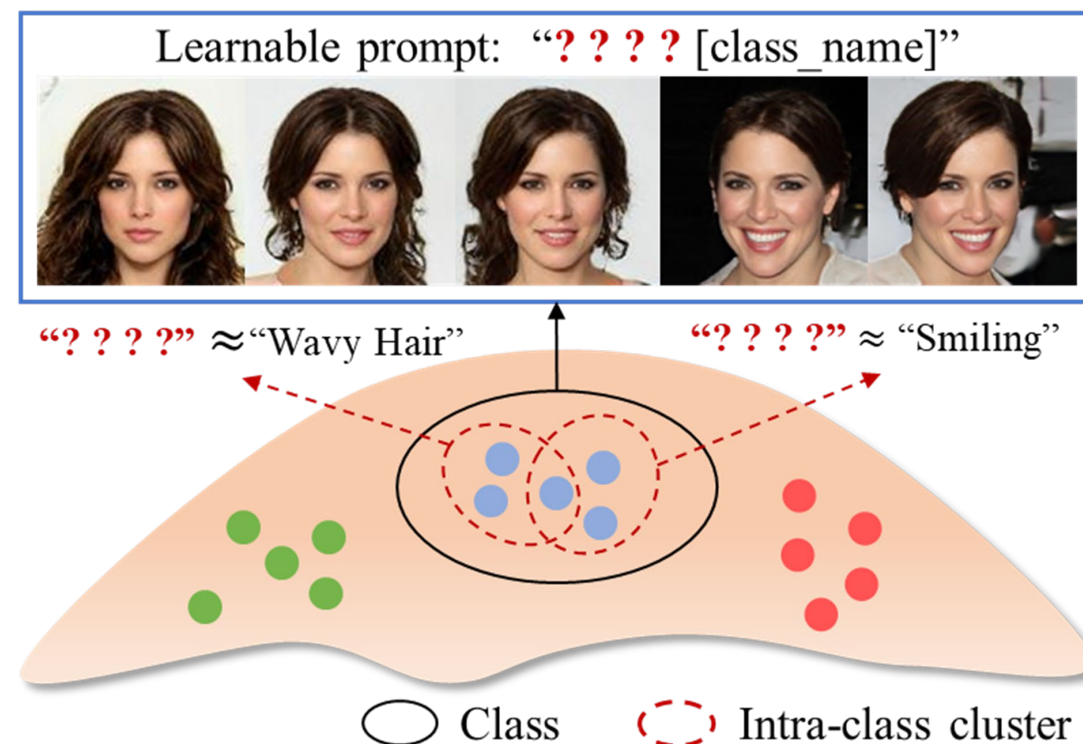 Learnable prompt: “? ? ? ? [class_name]”
“? ? ? ?” ≈“Wavy Hair”
“? ? ? ?” ≈ “Smiling”
Class
Intra-class cluster